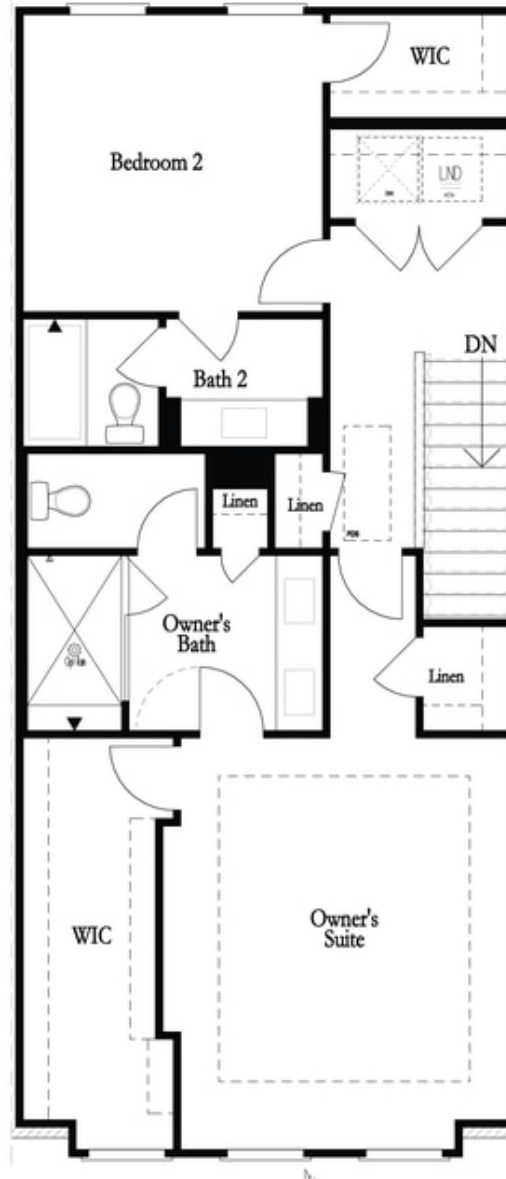 WIC
Bedroom 2
LND
DN
Bath 2
Linen
Linen
Owner's
Bath
Linen
WIC
Owner's
Suite